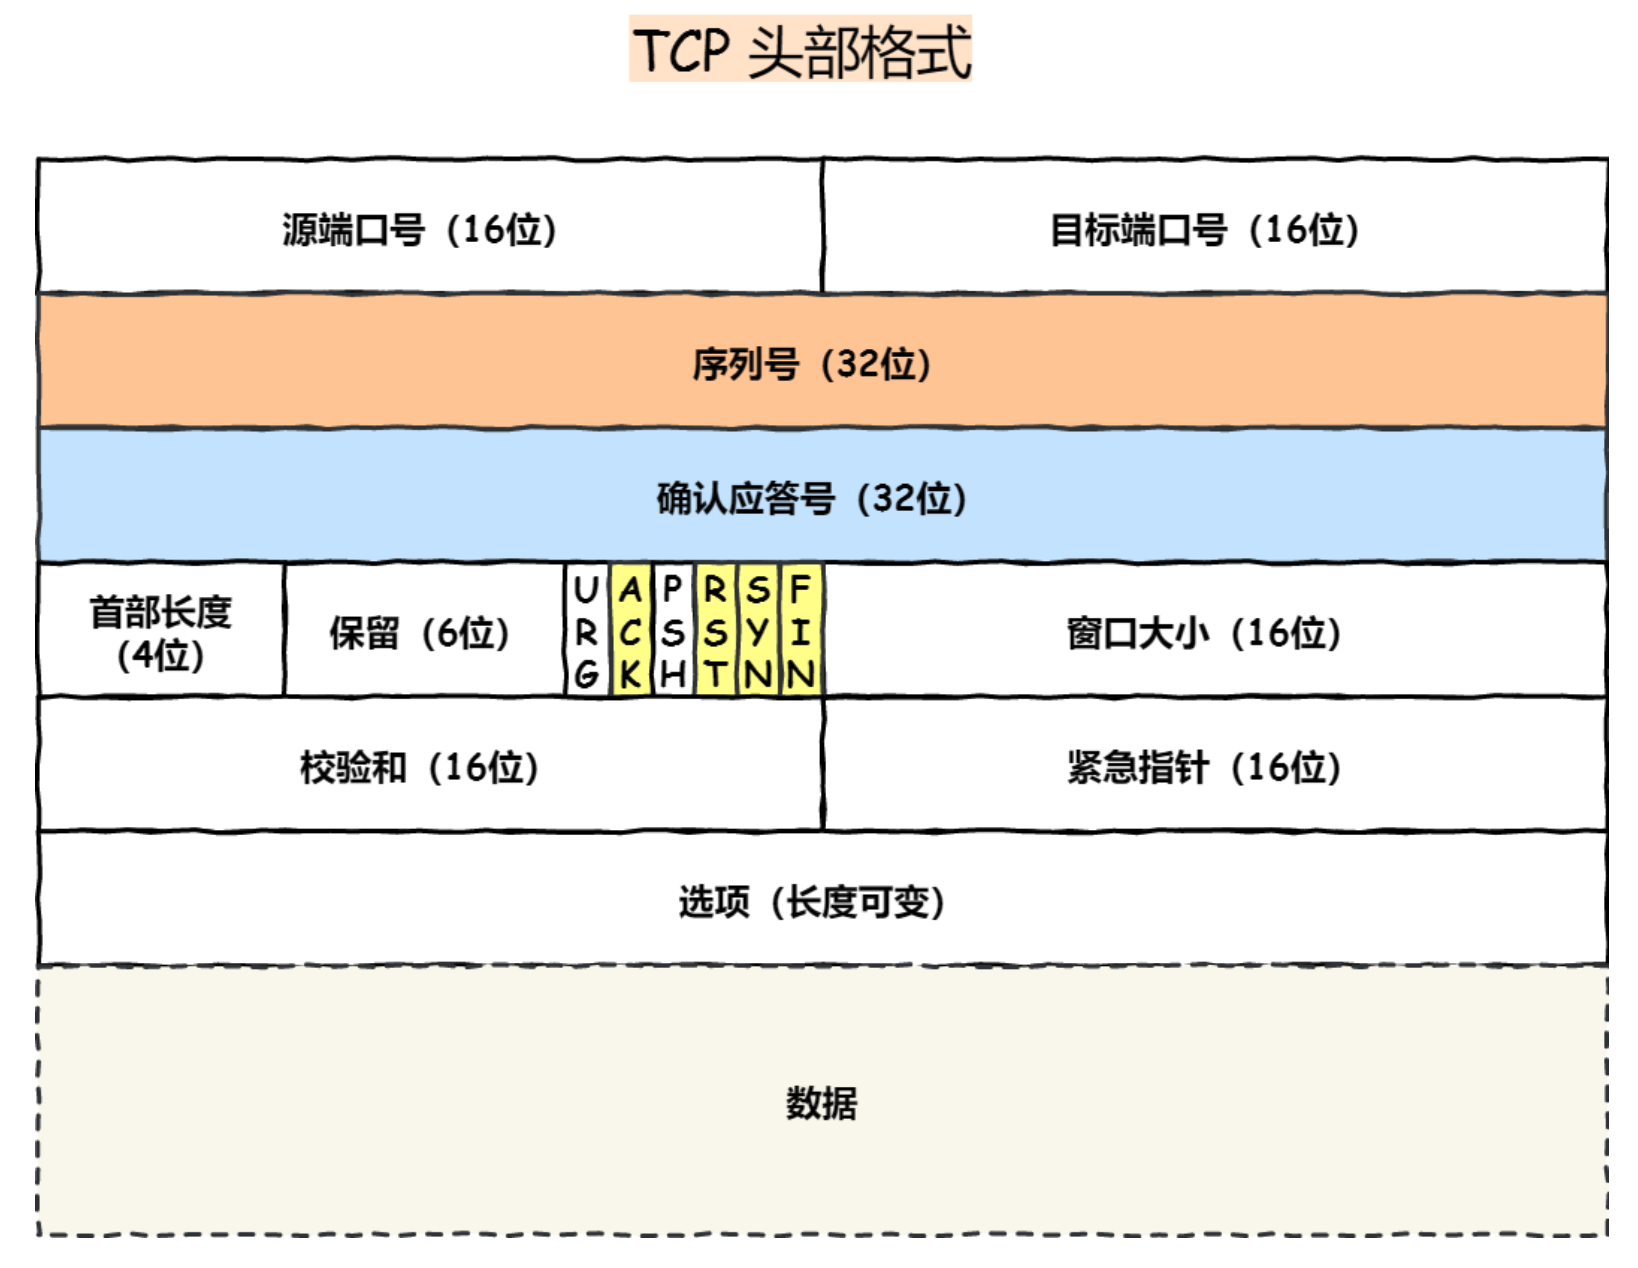 TCP 头部格式
源端口号（16位）
目标端口号（16位）
序列号（32位）
确认应答号（32位）
首部长度
（4位）
保留（6位）
URG
ACK
PSH
RST
SYN
FIN
窗口大小（16位）
校验和（16位）
紧急指针（16位）
选项（长度可变）
数据